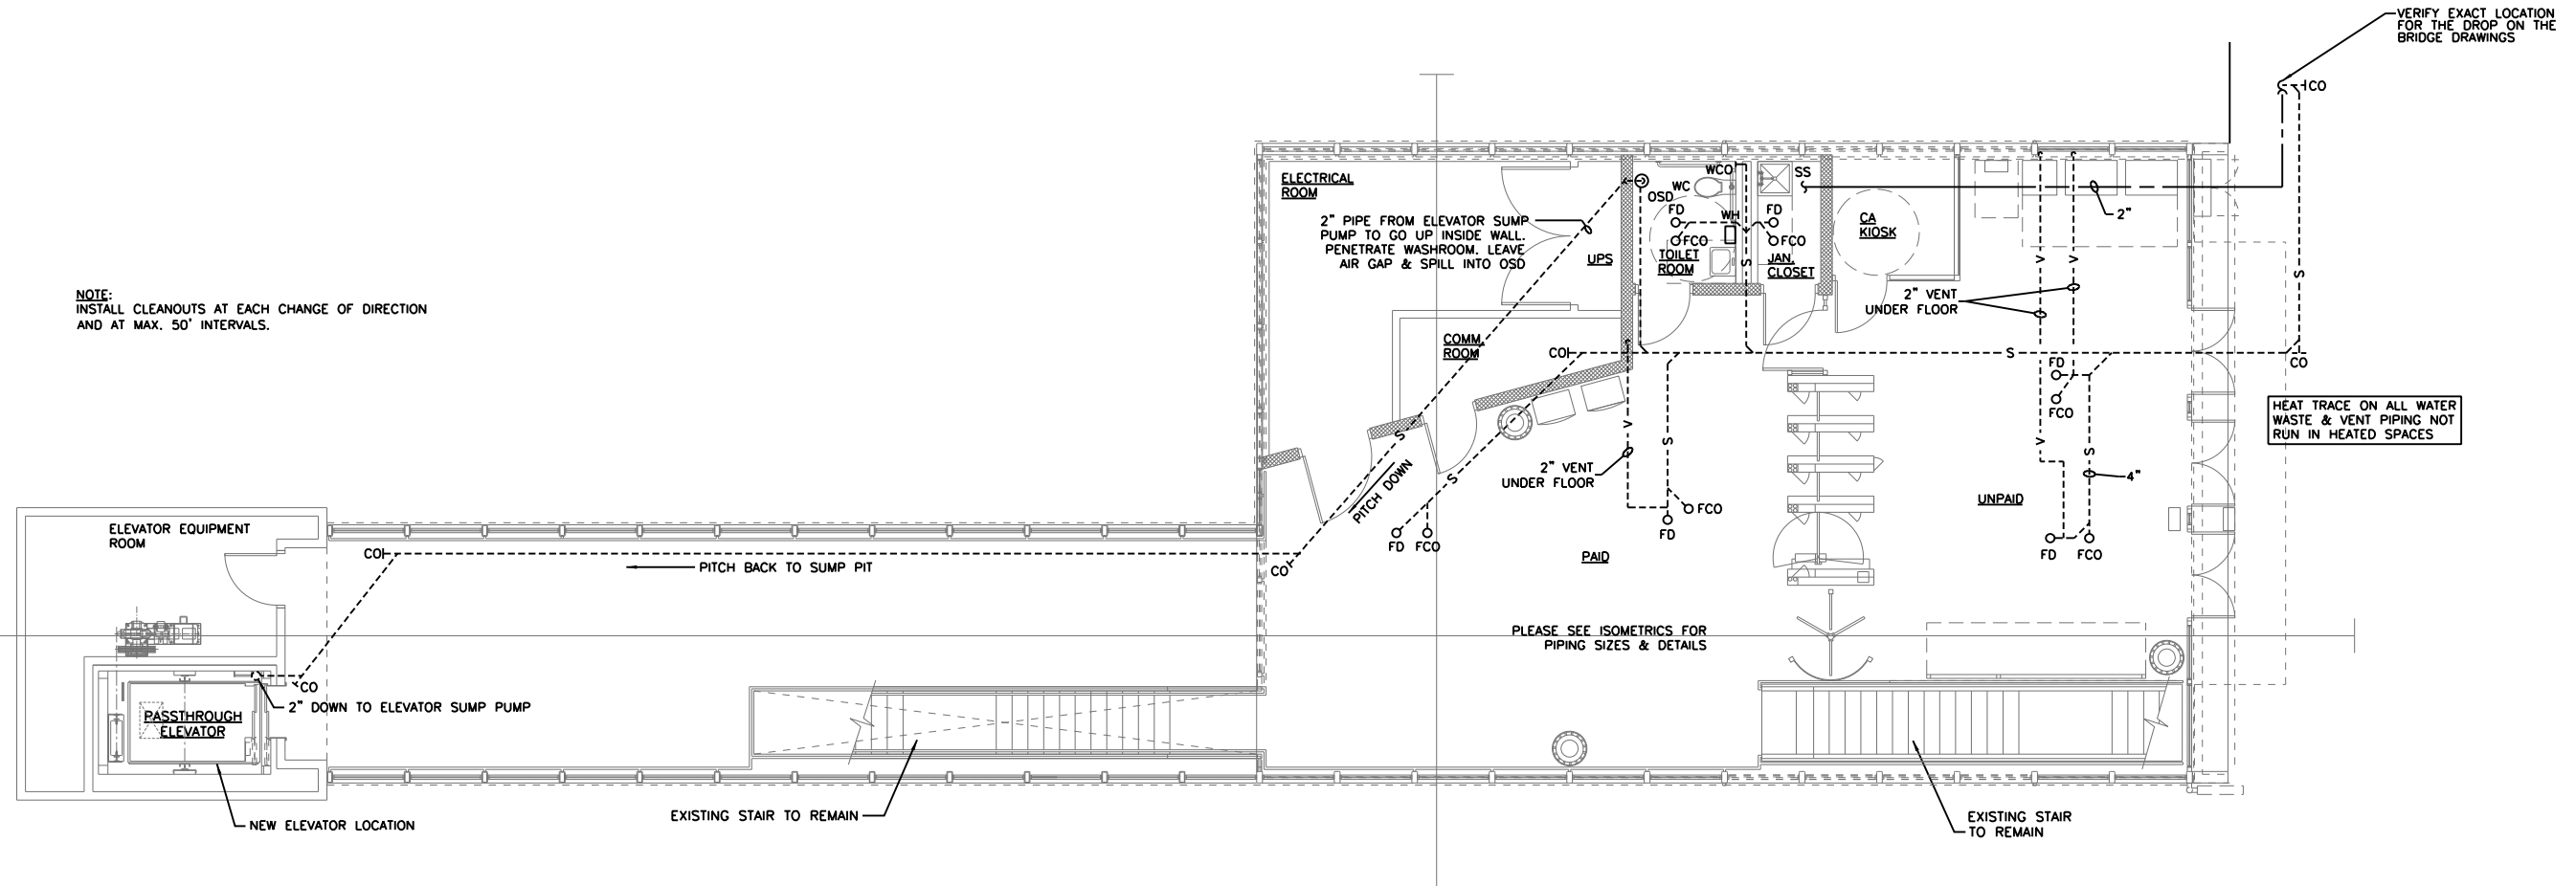 VERIFY EXACT LOCATION
FOR THE DROP ON THE
BRIDGE DRAWINGS
CO
ELECTRICAL
ROOM
2" PIPE FROM ELEVATOR SUMP
PUMP TO GO UP INSIDE WALL.
PENETRATE WASHROOM. LEAVE
AIR GAP & SPILL INTO OSD
UPS
WCO
WC
OSD
FD
WH
FD
FCO
FCO
TOILET
ROOM
S
JAN.
CLOSET
SS
CA
KIOSK
2"
V
V
S
2" VENT
UNDER FLOOR
NOTE:
INSTALL CLEANOUTS AT EACH CHANGE OF DIRECTION
AND AT MAX. 50' INTERVALS.
COMM.
ROOM
CO
S
CO
FD
FCO
HEAT TRACE ON ALL WATER
WASTE & VENT PIPING NOT
RUN IN HEATED SPACES
S
V
S
V
S
S
PITCH DOWN
2" VENT
UNDER FLOOR
4"
UNPAID
FCO
FD
FD
FCO
FD
FCO
PAID
ELEVATOR EQUIPMENT
ROOM
CO
PITCH BACK TO SUMP PIT
CO
PLEASE SEE ISOMETRICS FOR
PIPING SIZES & DETAILS
CO
2" DOWN TO ELEVATOR SUMP PUMP
PASSTHROUGH
ELEVATOR
NEW ELEVATOR LOCATION
EXISTING STAIR TO REMAIN
EXISTING STAIR
TO REMAIN